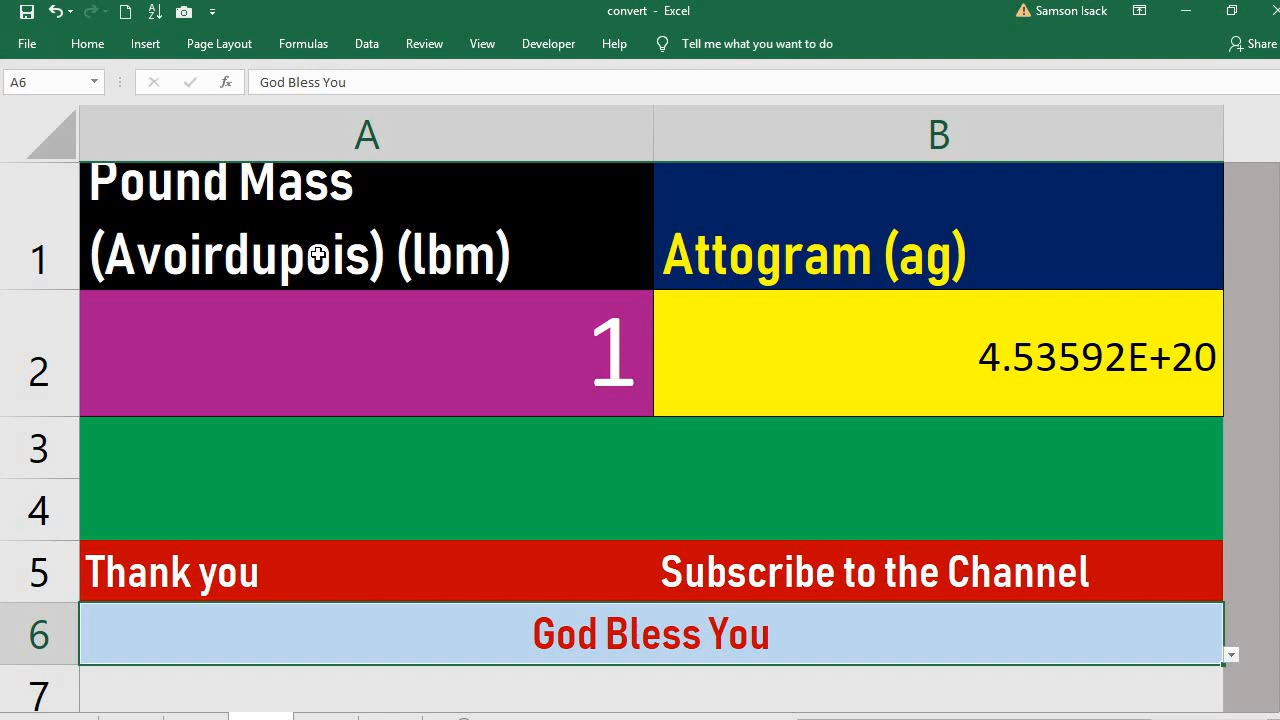 convert - Excel
Samson Isack
File Home Insert Page Layout Formulas Data Review View Developer Help Tell me what you want to do Share
A6 fx God Bless You
A B
1 Pound Mass
(Avoirdupois) (lbm) Attogram (ag)
2 1 4.53592E+20
3
4
5 Thank you Subscribe to the Channel
6 God Bless You
7